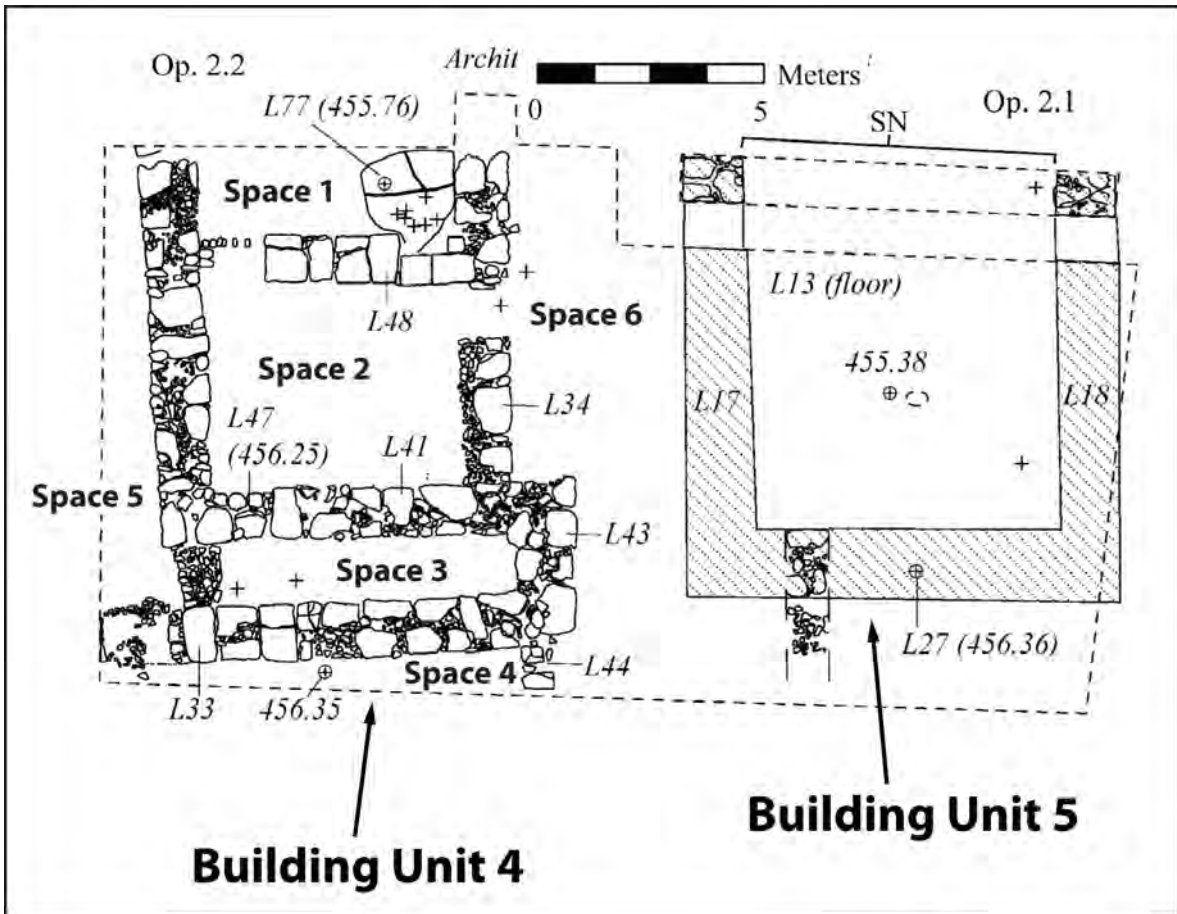 Op. 2.2
Archit
Meters
0
5
Op. 2.1
L77 (455.76)
SN
Space 1
L13 (floor)
L48
Space 6
Space 2
455.38
L47
(456.25)
L41
L34
L17
L18
Space 5
L43
Space 3
Space 4
L44
L27 (456.36)
L33
456.35
Building Unit 5
Building Unit 4